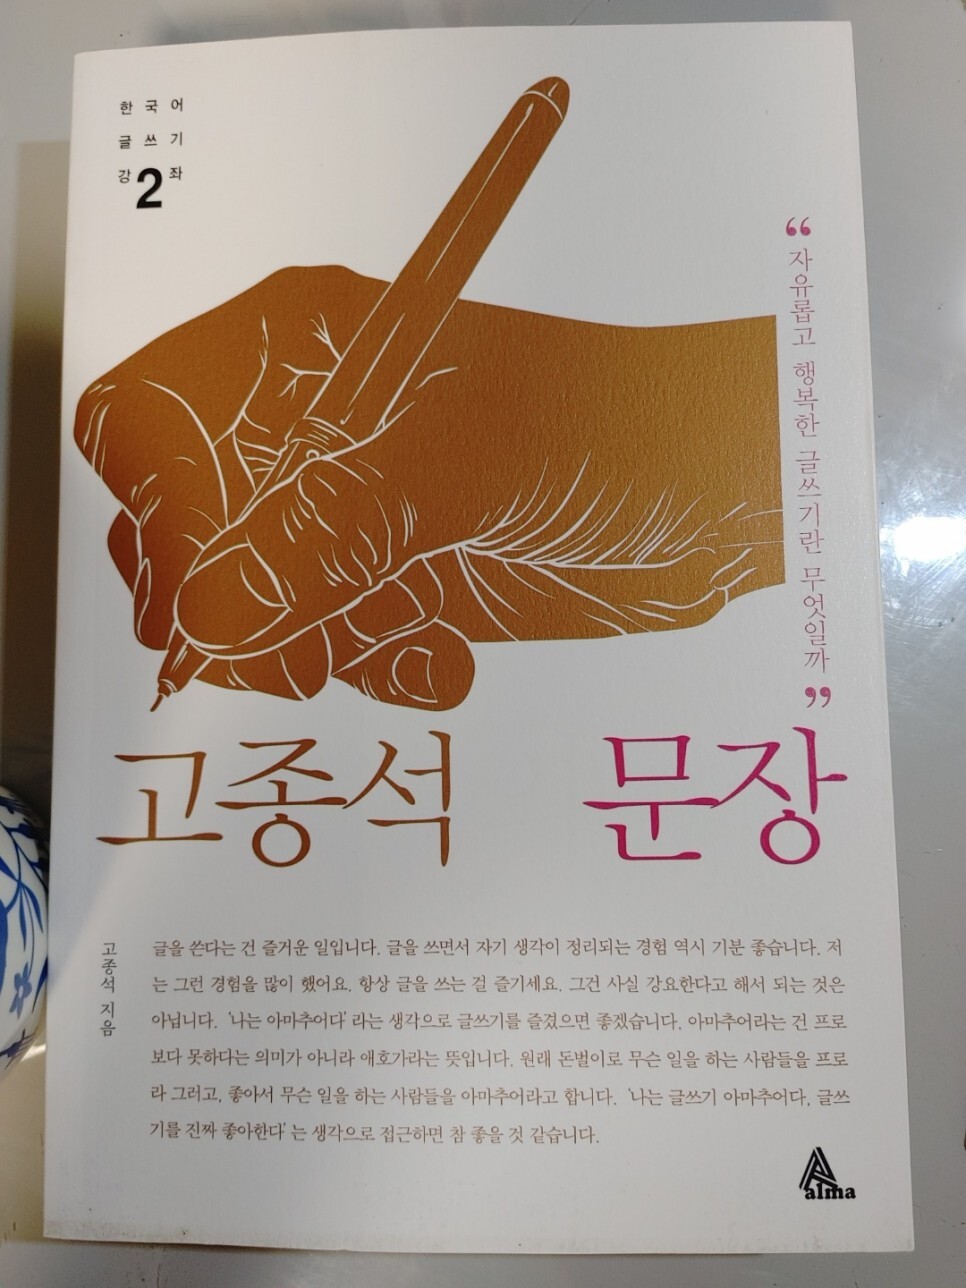 한국어
글쓰기
강2좌
“자유롭고 행복한 글쓰기란 무엇일까”
고종석 문장
고종석 지음
글을 쓴다는 건 즐거운 일입니다. 글을 쓰면서 자기 생각이 정리되는 경험 역시 기분 좋습니다. 저
는 그런 경험을 많이 했어요. 항상 글을 쓰는 걸 즐기세요. 그건 사실 강요한다고 해서 되는 것은
아닙니다. '나는 아마추어다'라는 생각으로 글쓰기를 즐겼으면 좋겠습니다. 아마추어라는 건 프로
보다 못하다는 의미가 아니라 애호가라는 뜻입니다. 원래 돈벌이로 무슨 일을 하는 사람들을 프로
라 그러고, 좋아서 무슨 일을 하는 사람들을 아마추어라고 합니다. '나는 글쓰기 아마추어다, 글쓰
기를 진짜 좋아한다'는 생각으로 접근하면 참 좋을 것 같습니다.
alma